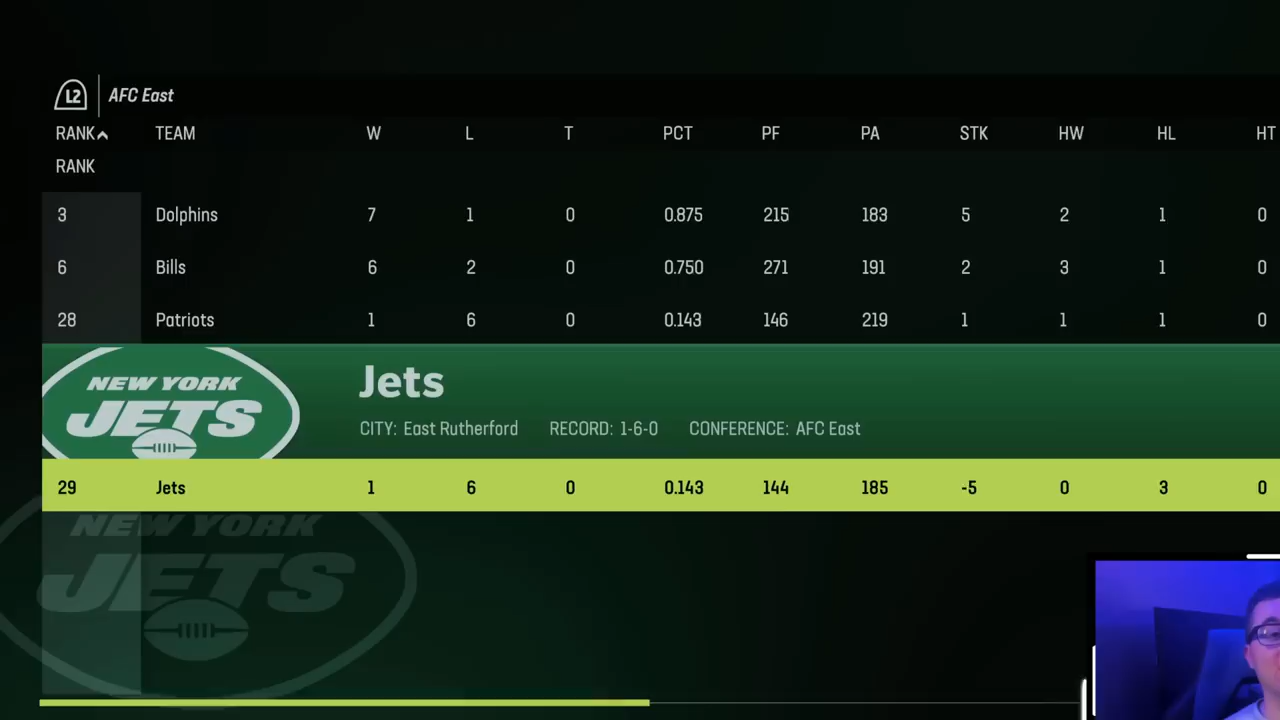 L2 AFC East
RANK TEAM W L T PCT PF PA STK HW HL HT
RANK
3 Dolphins 7 1 0 0.875 215 183 5 2 1 0
6 Bills 6 2 0 0.750 271 191 2 3 1 0
28 Patriots 1 6 0 0.143 146 219 1 1 1 0
NEW YORK
JETS
Jets
CITY: East Rutherford RECORD: 1-6-0 CONFERENCE: AFC East
29 Jets 1 6 0 0.143 144 185 -5 0 3 0
NEW YORK
JETS